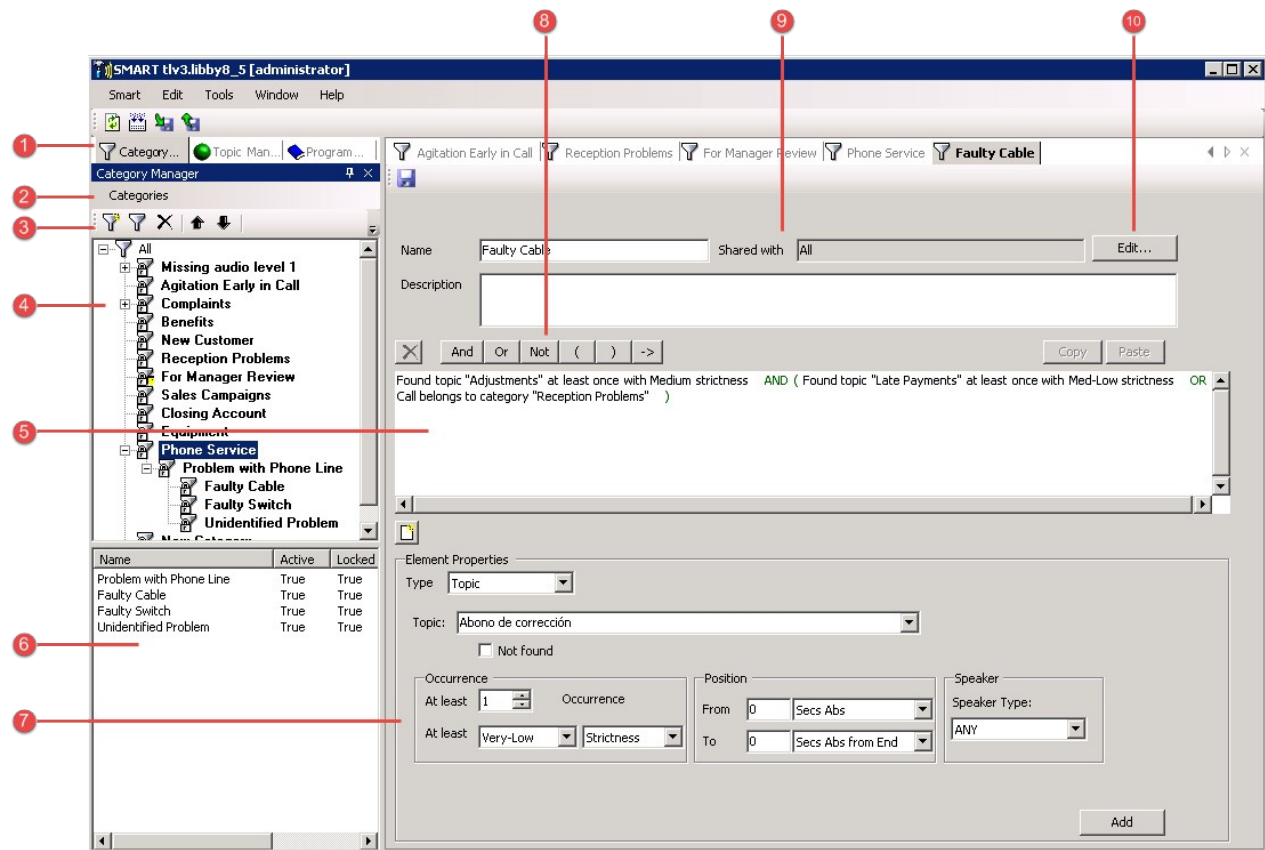 8 9 10
SMART tlv3.libby8_5 [administrator]
Smart Edit Tools Window Help
1
Category... Topic Man... Program...
Agitation Early in Call Reception Problems For Manager Review Phone Service Faulty Cable
Category Manager
2
Categories
3
4
All
Missing audio level 1
Agitation Early in Call
Complaints
Benefits
New Customer
Reception Problems
For Manager Review
Sales Campaigns
Closing Account
Equipment
Phone Service
Problem with Phone Line
Faulty Cable
Faulty Switch
Unidentified Problem
New Category
Name Faulty Cable Shared with All Edit...
Description
And Or Not ( ) -> Copy Paste
5
Found topic "Adjustments" at least once with Medium strictness AND ( Found topic "Late Payments" at least once with Med-Low strictness OR
Call belongs to category "Reception Problems" )
Name Active Locked
Problem with Phone Line True True
Faulty Cable True True
Faulty Switch True True
Unidentified Problem True True
6
7
Element Properties
Type Topic
Topic: Abono de corrección
Not found
Occurrence
At least 1 Occurrence
At least Very-Low Strictness
Position
From 0 Secs Abs
To 0 Secs Abs from End
Speaker
Speaker Type:
ANY
Add